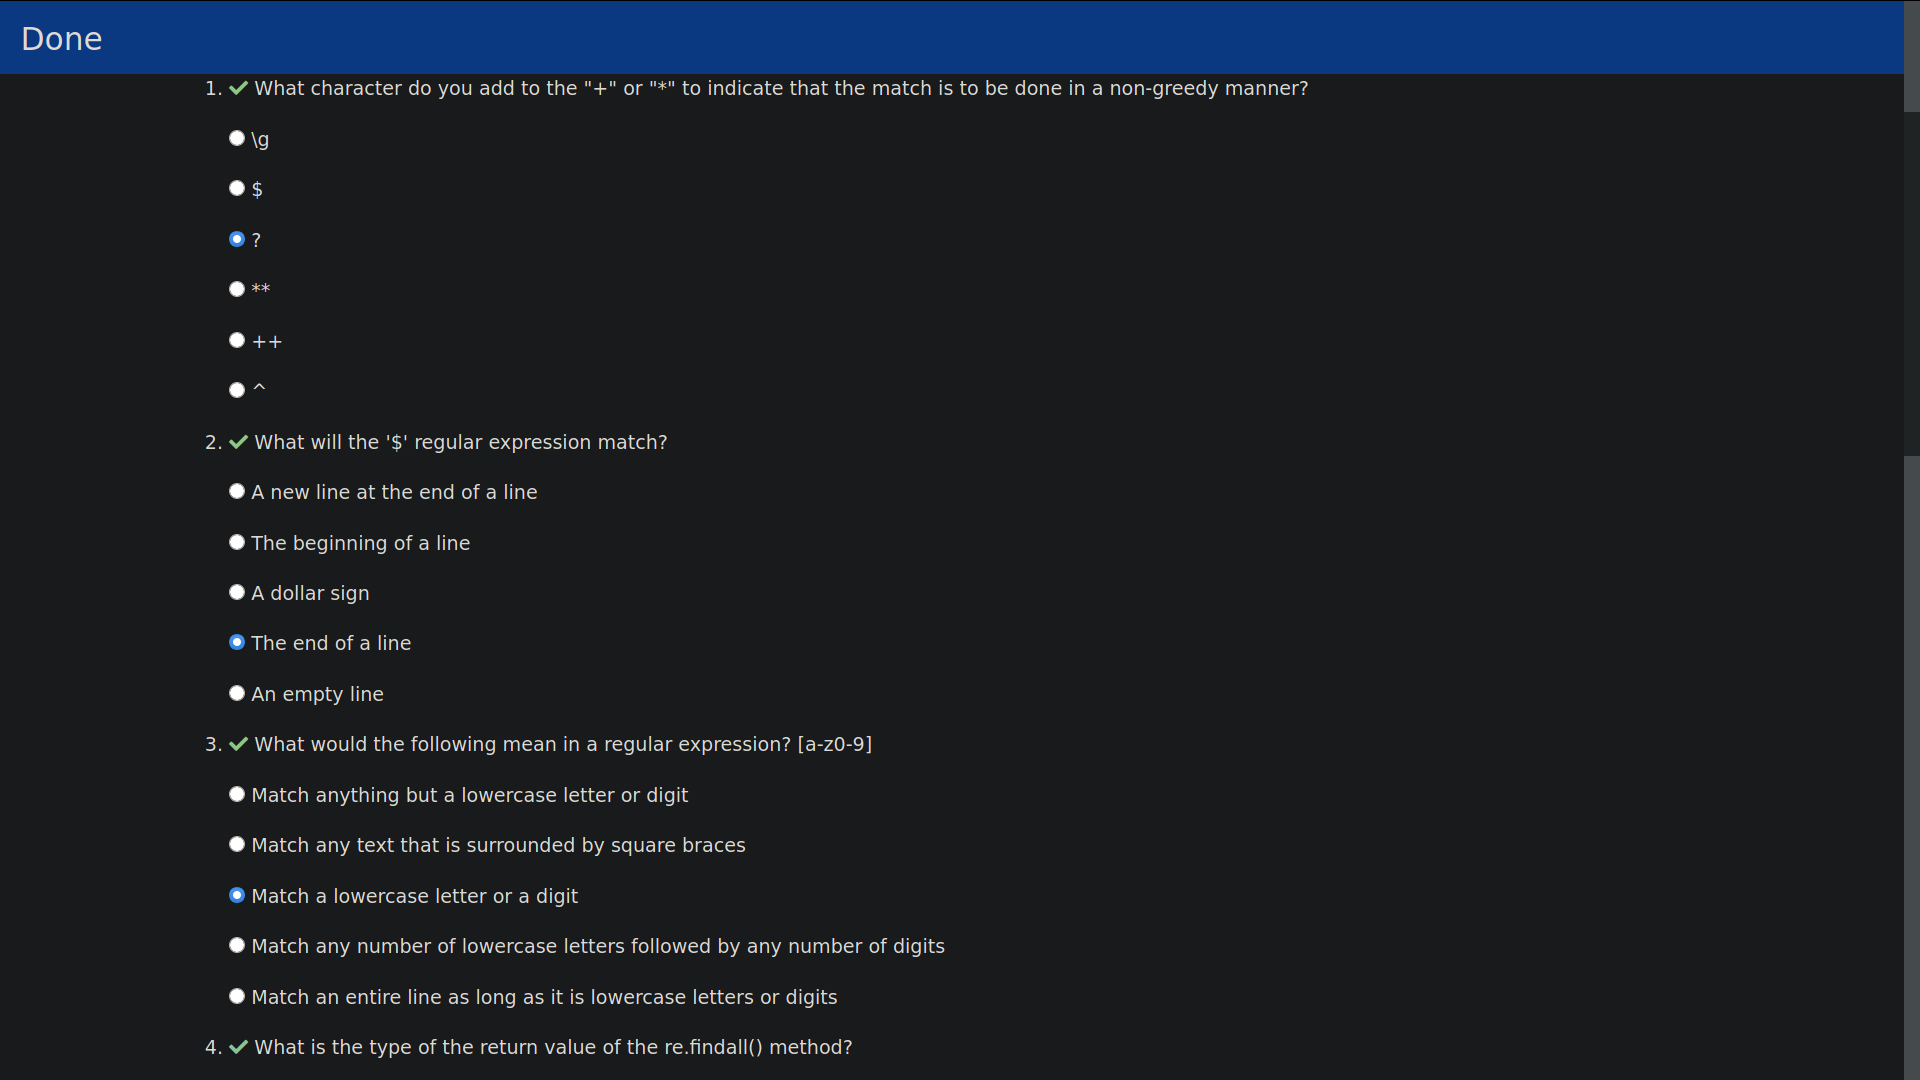 Done
1. ✔ What character do you add to the "+" or "*" to indicate that the match is to be done in a non-greedy manner?
\g
$
?
**
++
^
2. ✔ What will the '$' regular expression match?
A new line at the end of a line
The beginning of a line
A dollar sign
The end of a line
An empty line
3. ✔ What would the following mean in a regular expression? [a-z0-9]
Match anything but a lowercase letter or digit
Match any text that is surrounded by square braces
Match a lowercase letter or a digit
Match any number of lowercase letters followed by any number of digits
Match an entire line as long as it is lowercase letters or digits
4. ✔ What is the type of the return value of the re.findall() method?